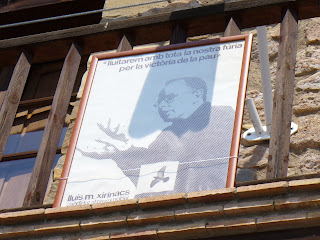 "lluitarem amb tota la nostra fúria
per la victòria de la pau"
lluís m. xirinacs